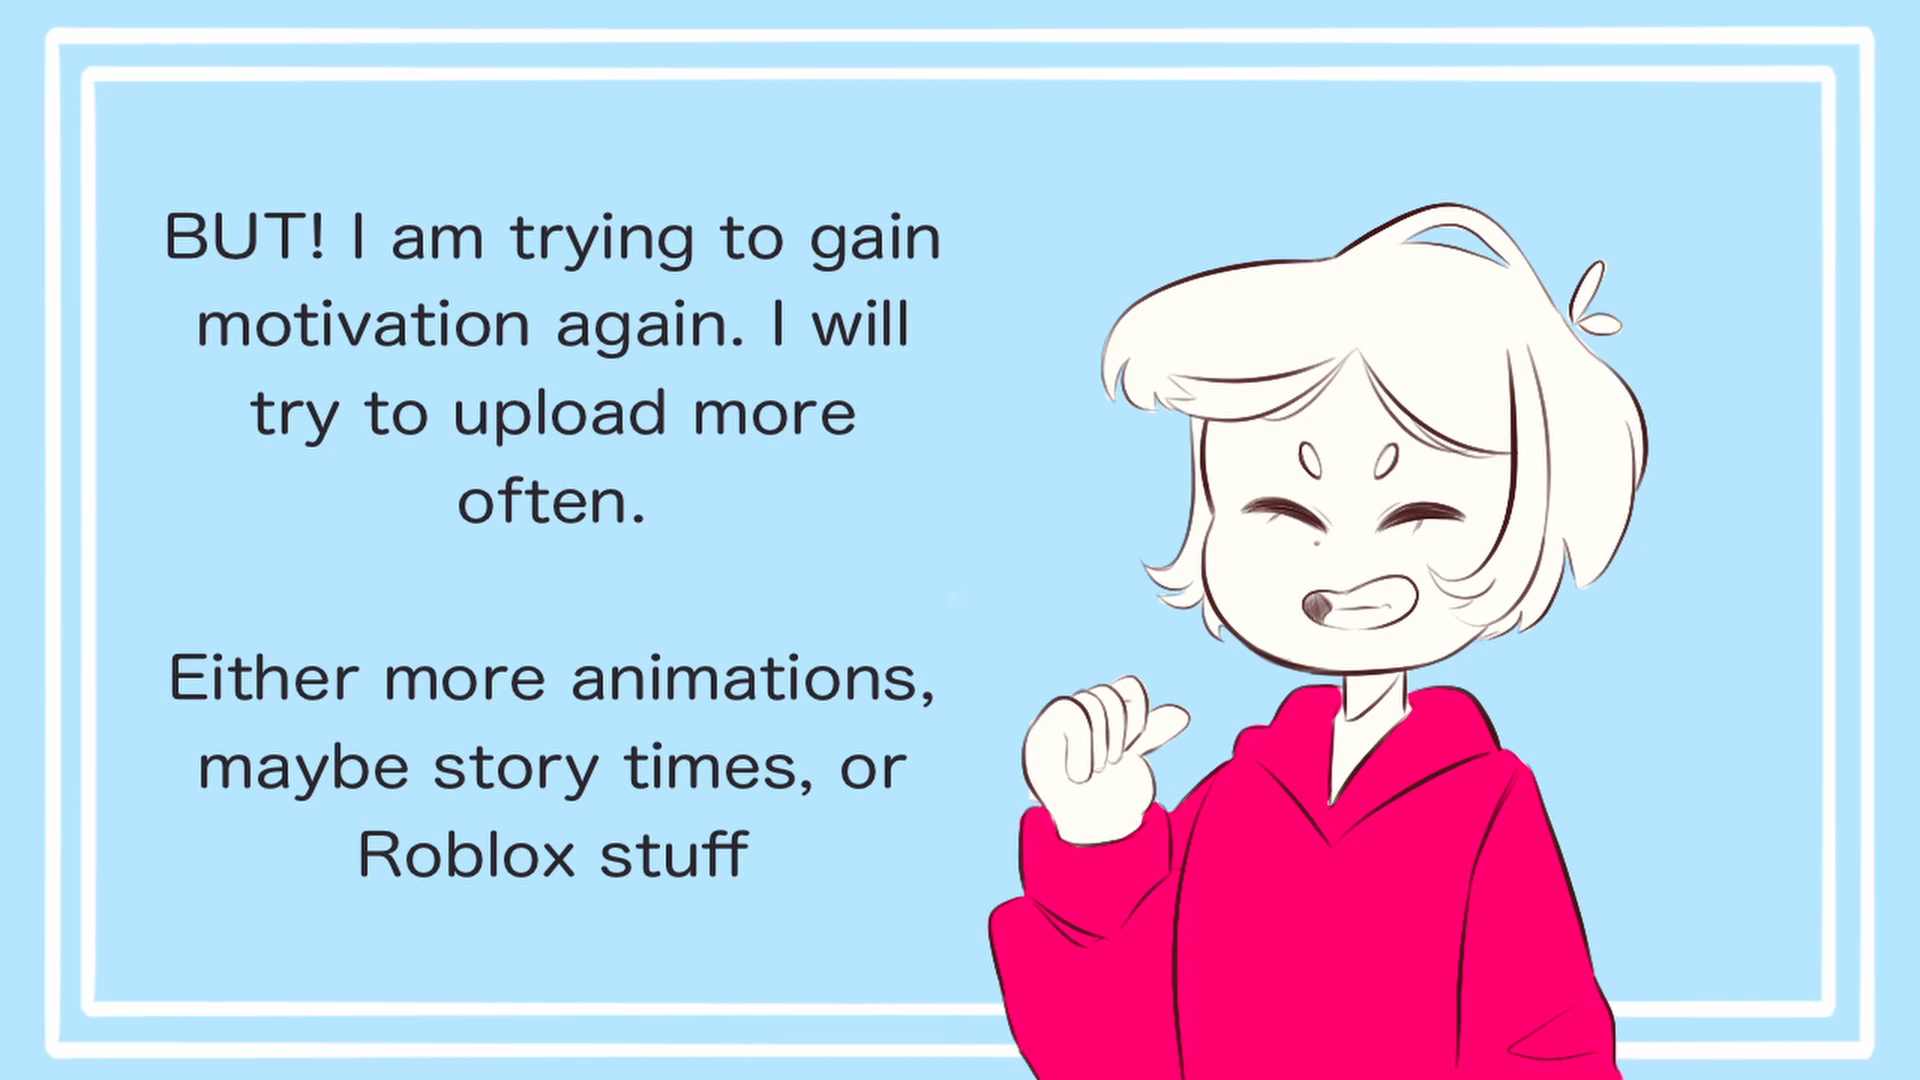 BUT! I am trying to gain
motivation again. I will
try to upload more
often.
Either more animations,
maybe story times, or
Roblox stuff